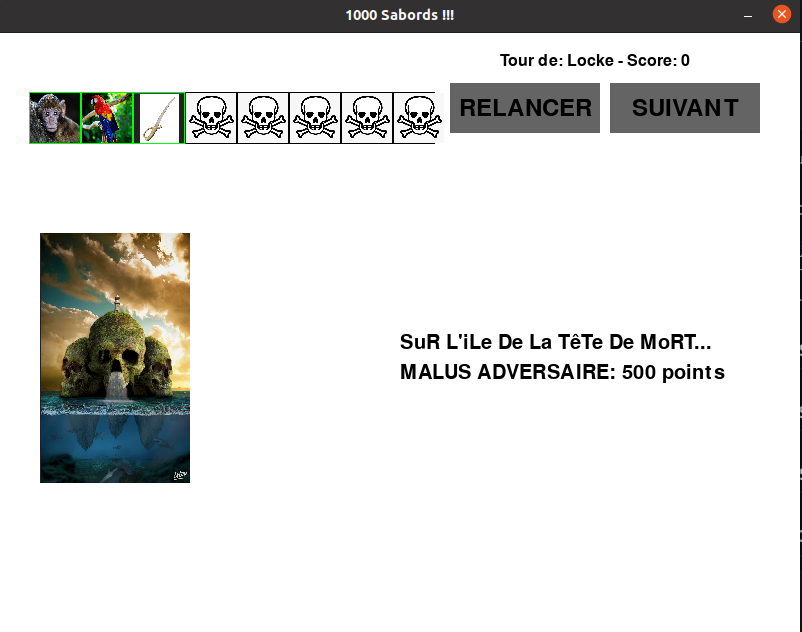 1000 Sabords !!!
Tour de: Locke - Score: 0
RELANCER SUIVANT
SuR L'iLe De La TêTe De MoRT...
MALUS ADVERSAIRE: 500 points